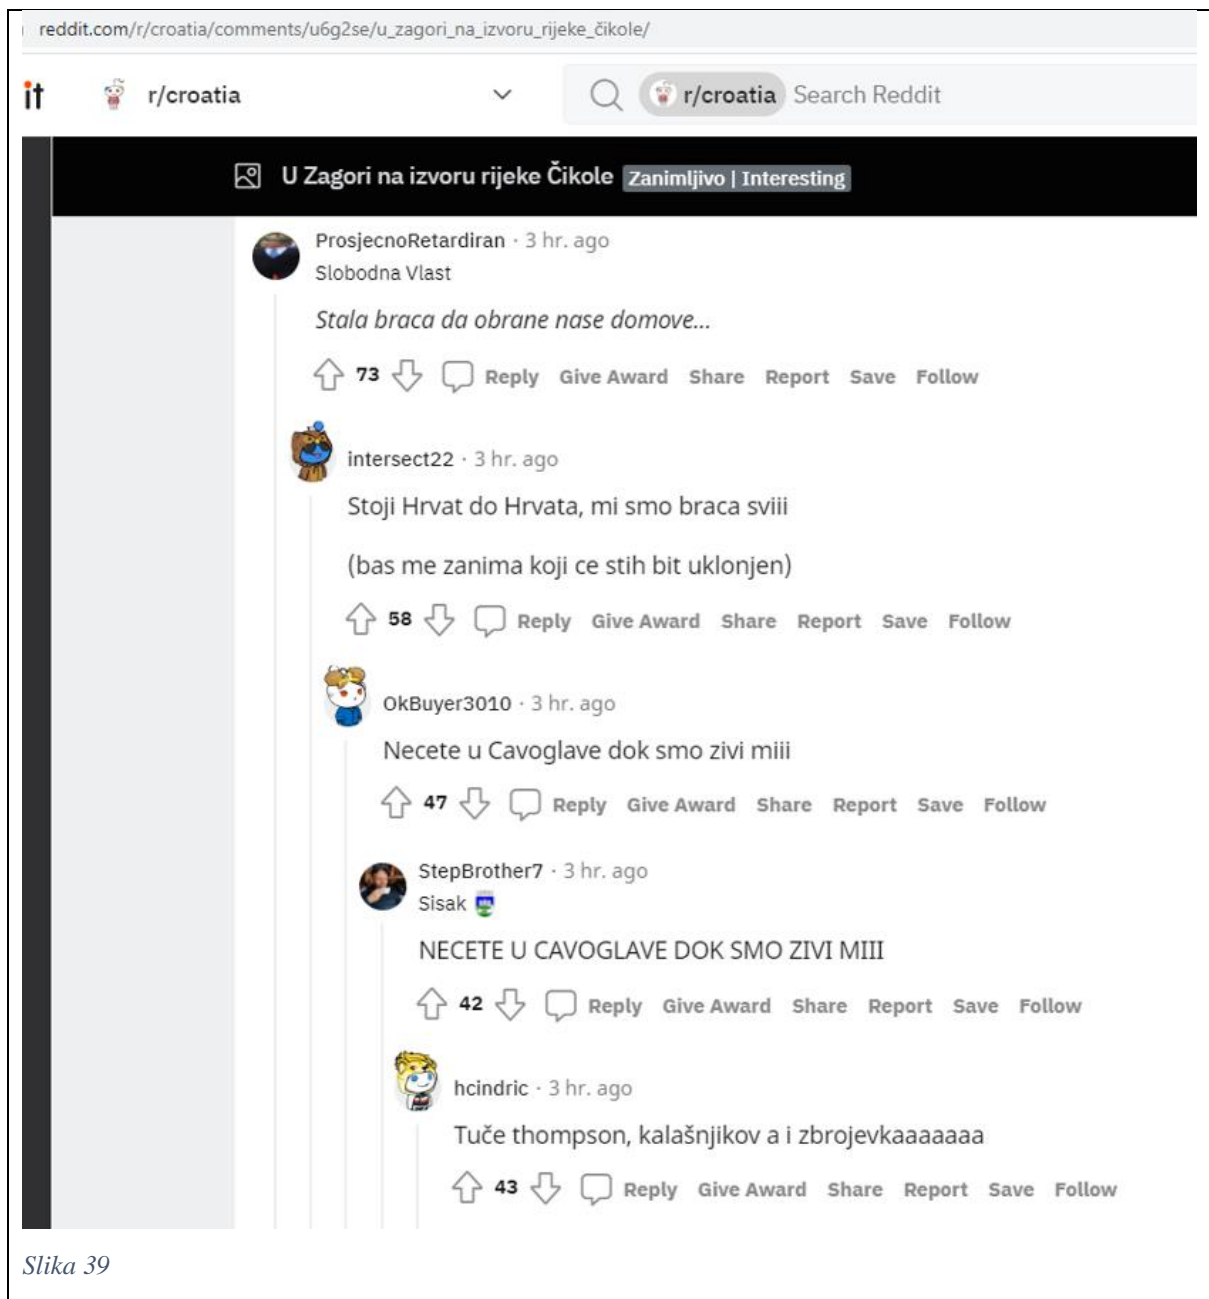 reddit.com/r/croatia/comments/u6g2se/u_zagori_na_izvoru_rijeke_čikole/
it r/croatia r/croatia Search Reddit
U Zagori na izvoru rijeke Čikole Zanimljivo | Interesting
ProsjecnoRetardiran · 3 hr. ago
Slobodna Vlast
Stala braca da obrane nase domove...
73 Reply Give Award Share Report Save Follow
intersect22 · 3 hr. ago
Stoji Hrvat do Hrvata, mi smo braca sviii
(bas me zanima koji ce stih bit uklonjen)
58 Reply Give Award Share Report Save Follow
OkBuyer3010 · 3 hr. ago
Necete u Cavoglave dok smo zivi miii
47 Reply Give Award Share Report Save Follow
StepBrother7 · 3 hr. ago
Sisak
NECETE U CAVOGLAVE DOK SMO ZIVI MIII
42 Reply Give Award Share Report Save Follow
hcindric · 3 hr. ago
Tuče thompson, kalašnjikov a i zbrojevkaaaaaaa
43 Reply Give Award Share Report Save Follow
Slika 39